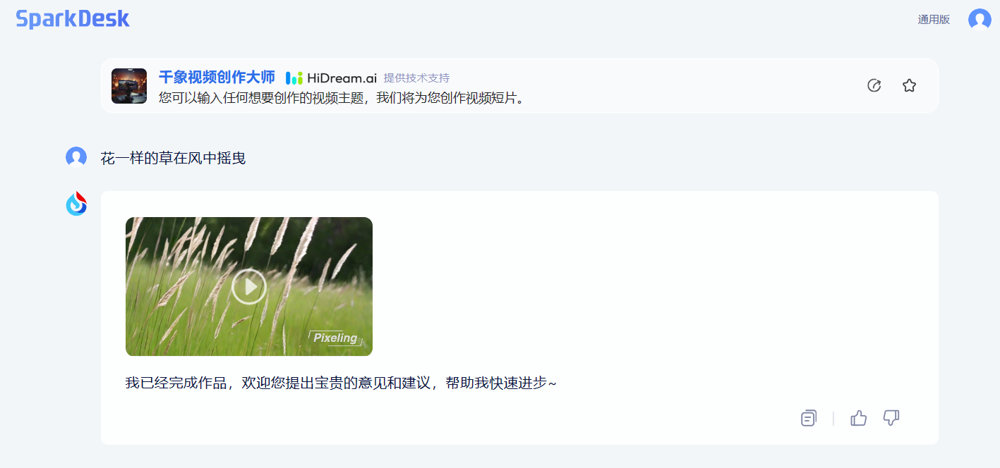 SparkDesk
通用版
千象视频创作大师 HiDream.ai 提供技术支持
您可以输入任何想要创作的视频主题，我们将为您创作视频短片。
花一样的草在风中摇曳
Pixeling
我已经完成作品，欢迎您提出宝贵的意见和建议，帮助我快速进步~